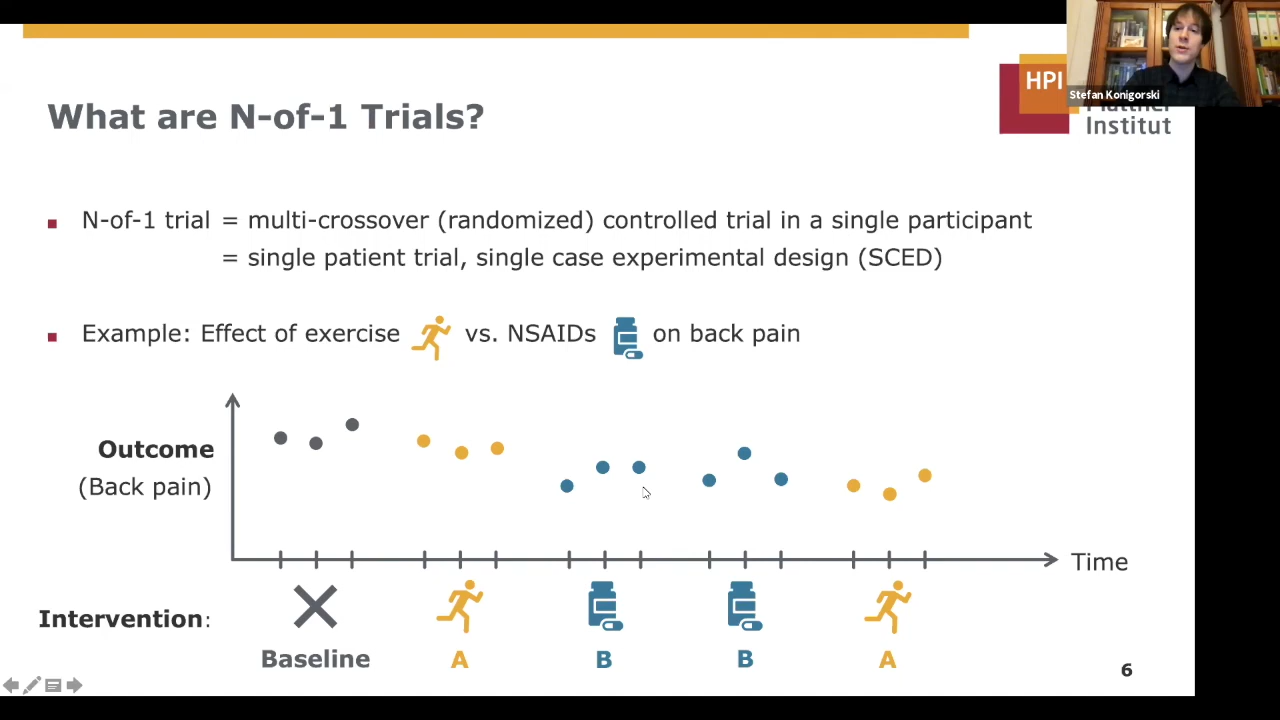 Stefan Konigorski
HPI
Institut
What are N-of-1 Trials?
N-of-1 trial = multi-crossover (randomized) controlled trial in a single participant
= single patient trial, single case experimental design (SCED)
Example: Effect of exercise vs. NSAIDs on back pain
Outcome
(Back pain)
Time
Intervention:
Baseline A B B A
6